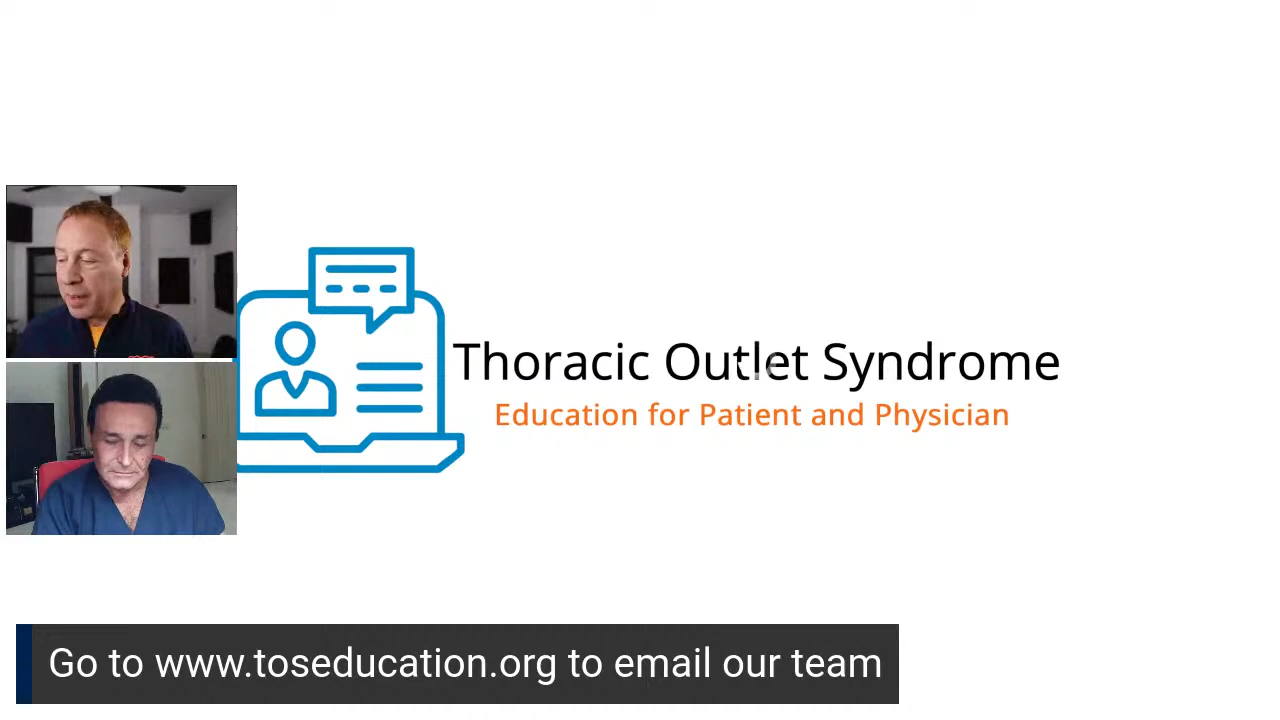 Thoracic Outlet Syndrome
Education for Patient and Physician
Go to www.toseducation.org to email our team